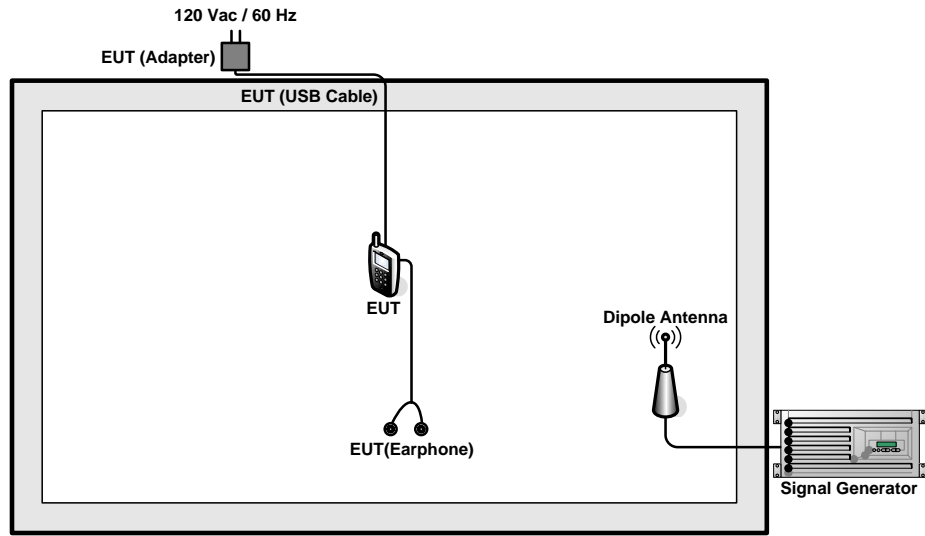 120 Vac / 60 Hz
EUT (Adapter)
EUT (USB Cable)
EUT
Dipole Antenna
EUT(Earphone)
Signal Generator